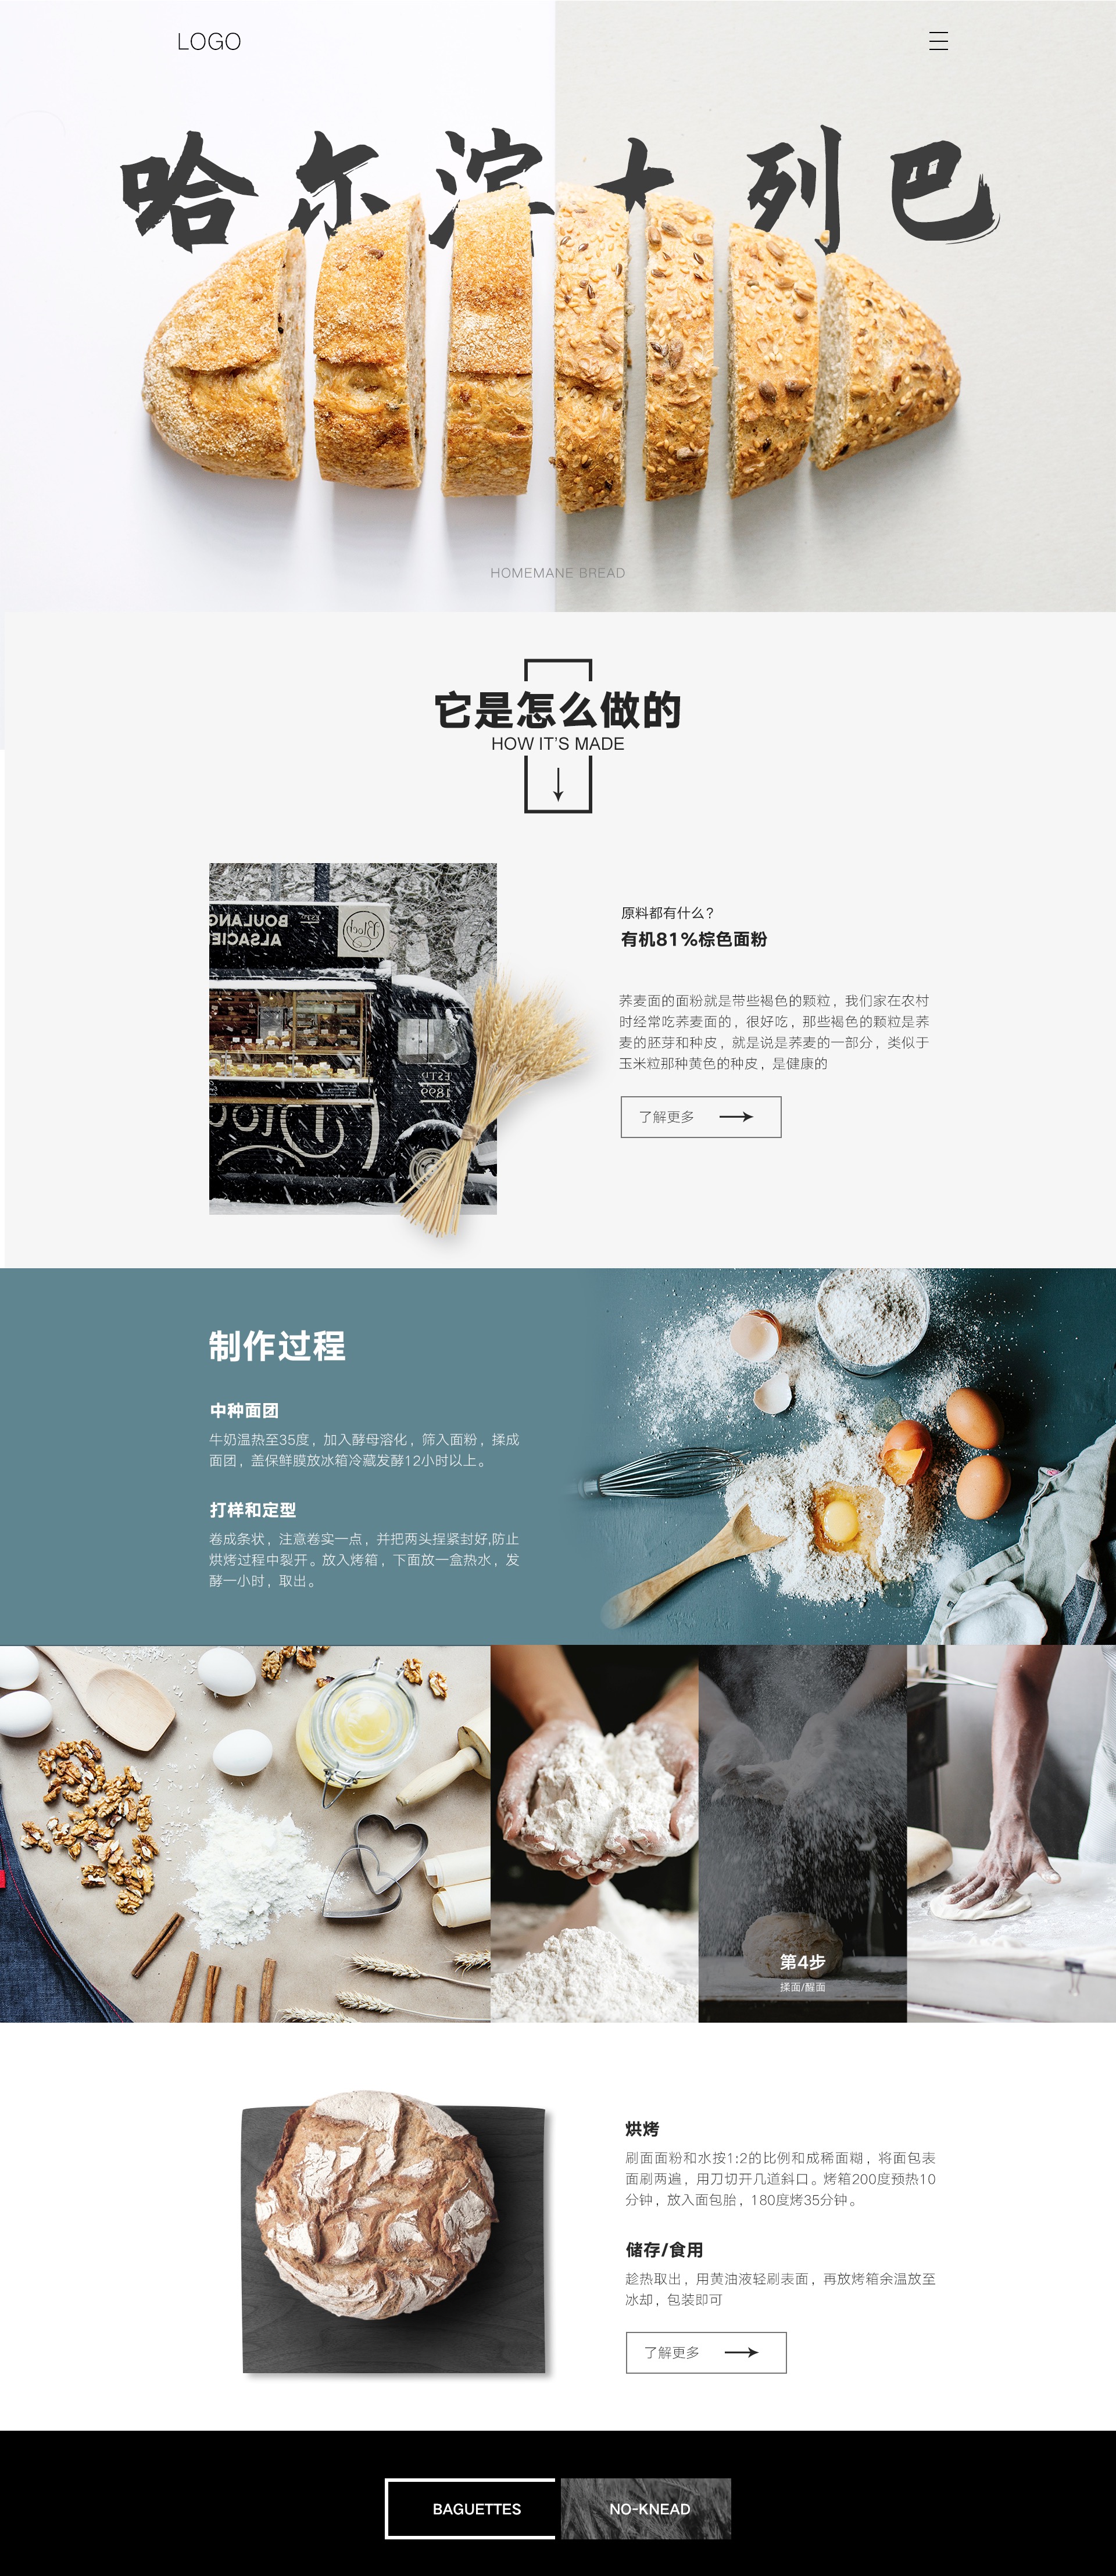 LOGO
哈尔滨大列巴
HOMEMANE BREAD
它是怎么做的
HOW IT'S MADE
BOULANG
ALSACIE
ESTD
1899
原料都有什么?
有机81%棕色面粉
荞麦面的面粉就是带些褐色的颗粒，我们家在农村
时经常吃荞麦面的，很好吃，那些褐色的颗粒是荞
麦的胚芽和种皮，就是说是荞麦的一部分，类似于
玉米粒那种黄色的种皮，是健康的
了解更多
制作过程
中种面团
牛奶温热至35度，加入酵母溶化，筛入面粉，揉成
面团，盖保鲜膜放冰箱冷藏发酵12小时以上。
打样和定型
卷成条状，注意卷实一点，并把两头捏紧封好,防止
烘烤过程中裂开。放入烤箱，下面放一盒热水，发
酵一小时，取出。
第4步
揉面/醒面
烘烤
刷面面粉和水按1:2的比例和成稀面糊，将面包表
面刷两遍，用刀切开几道斜口。烤箱200度预热10
分钟，放入面包胎，180度烤35分钟。
储存/食用
趁热取出，用黄油液轻刷表面，再放烤箱余温放至
冰却，包装即可
了解更多
BAGUETTES
NO-KNEAD